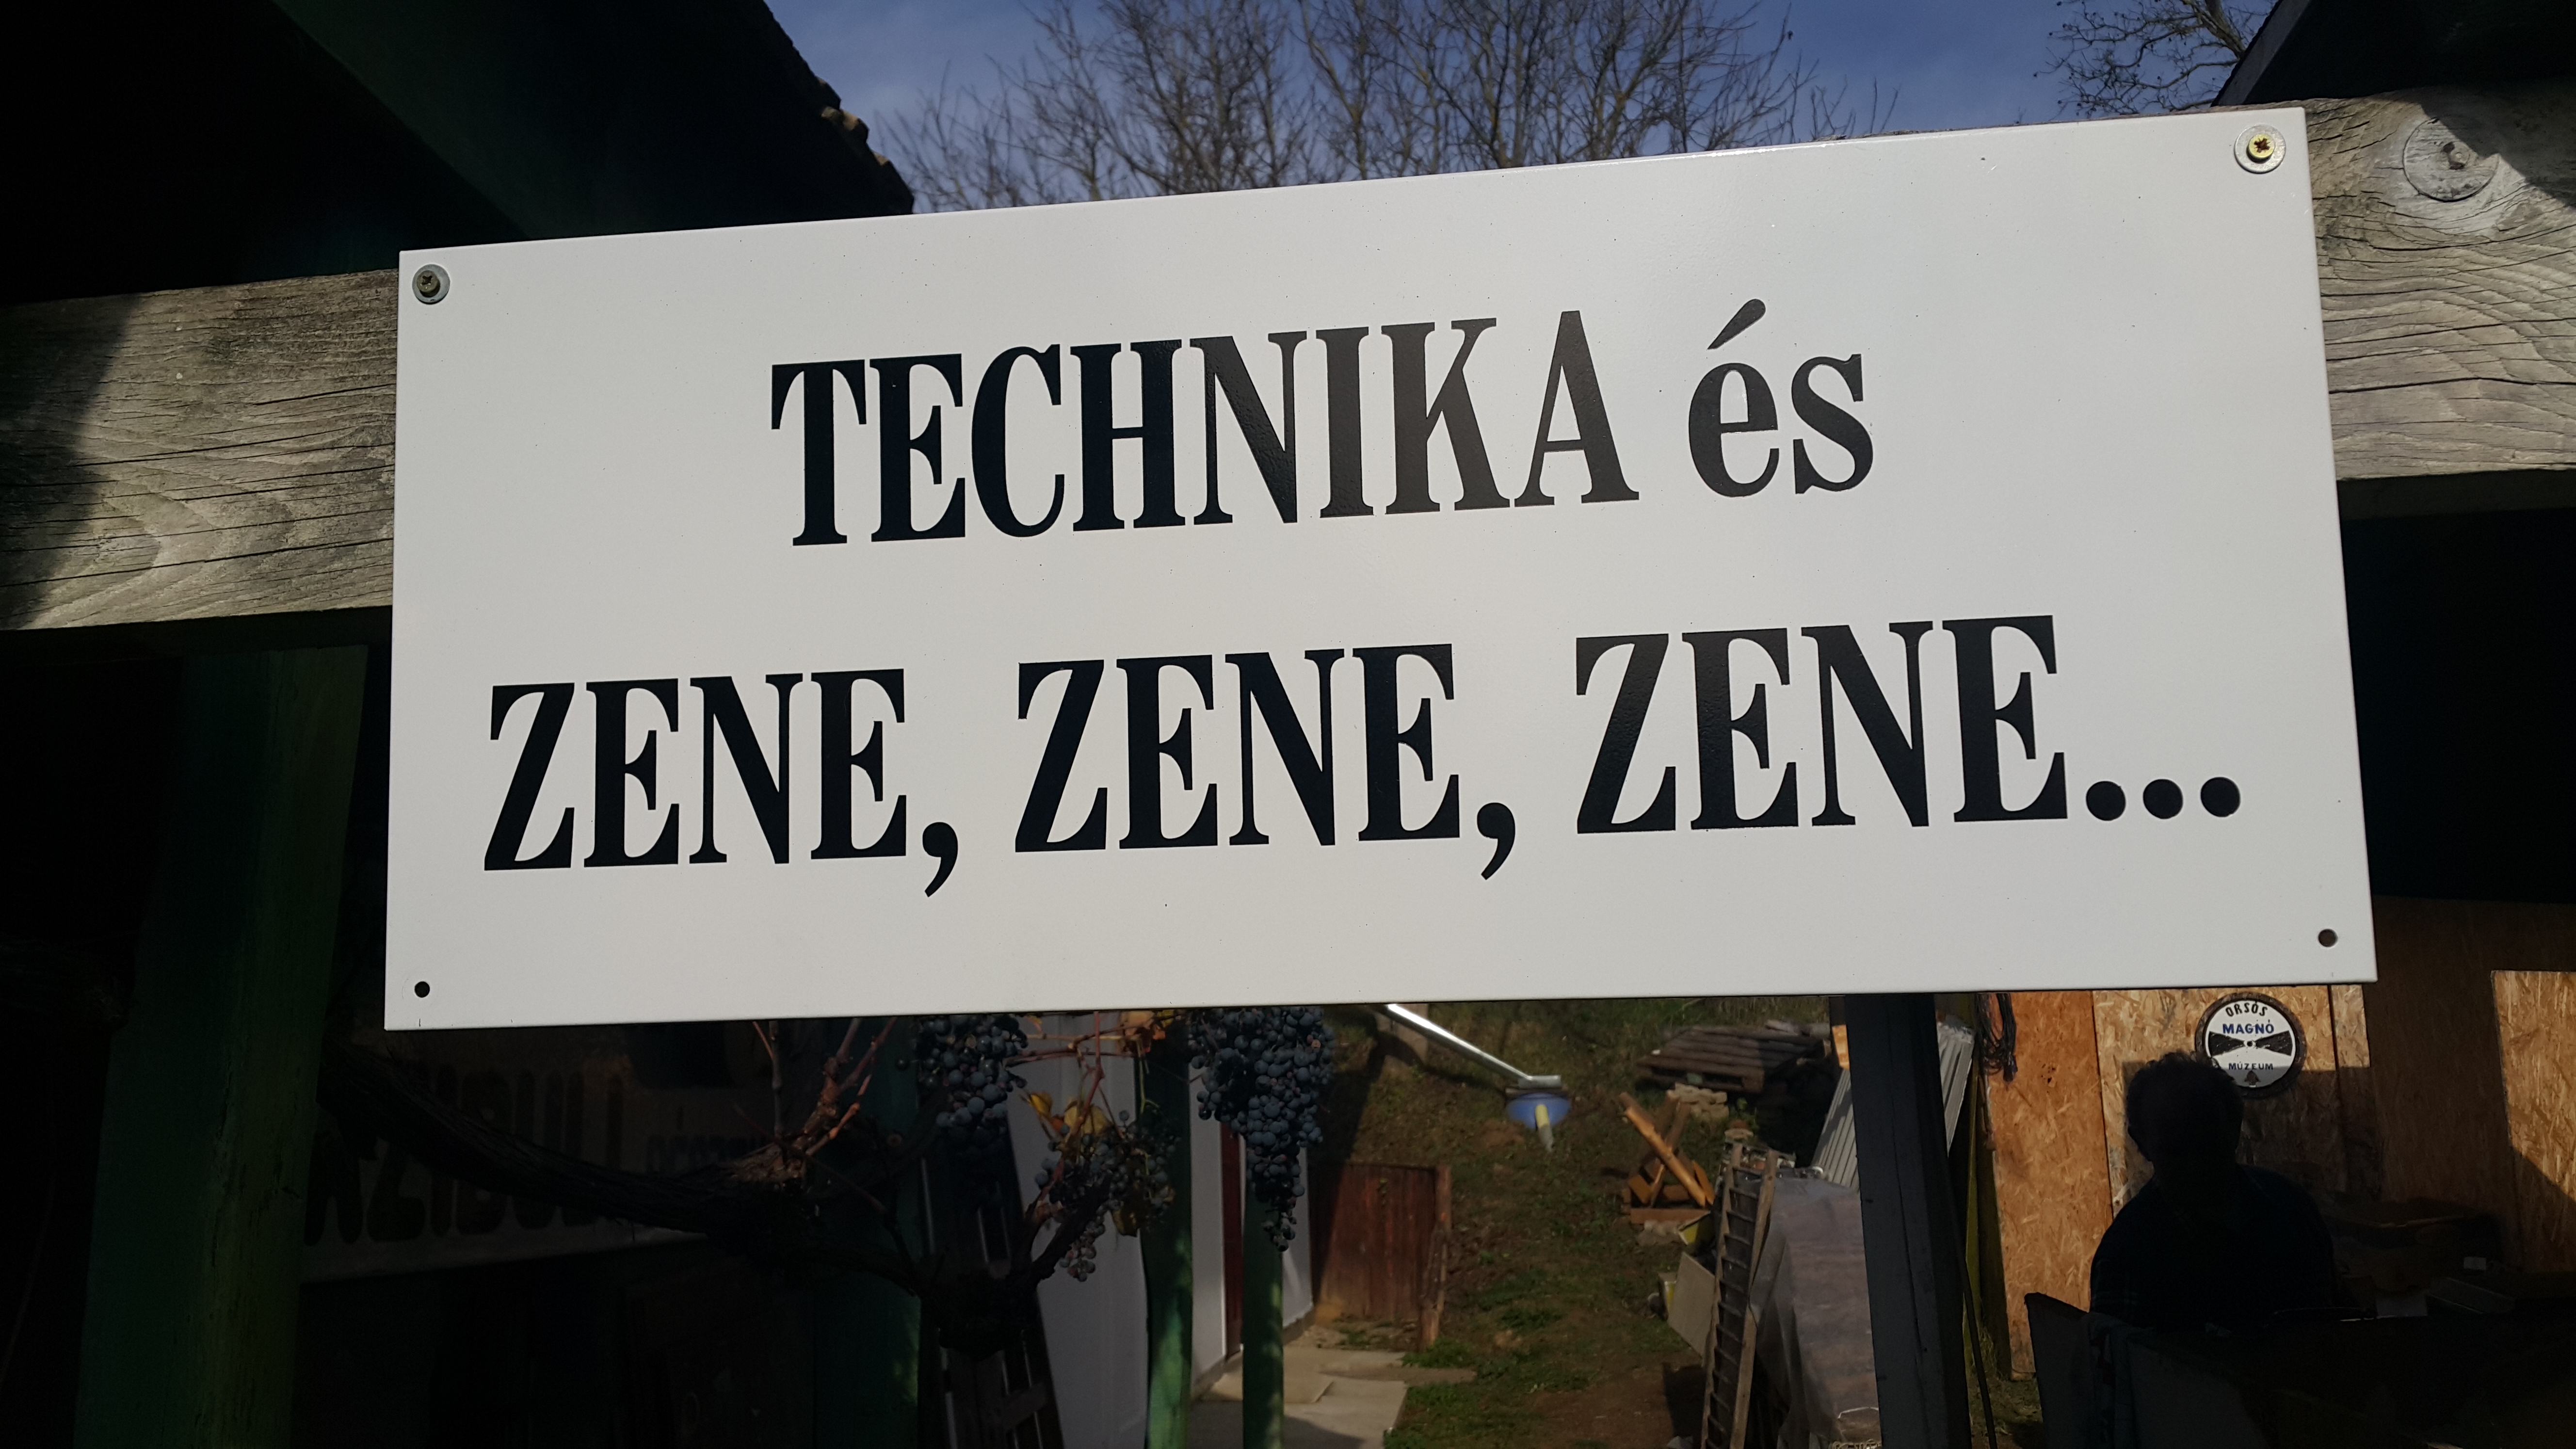 TECHNIKA és
ZENE, ZENE, ZENE...
ORSÓS
MAGNÓ
MÚZEUM